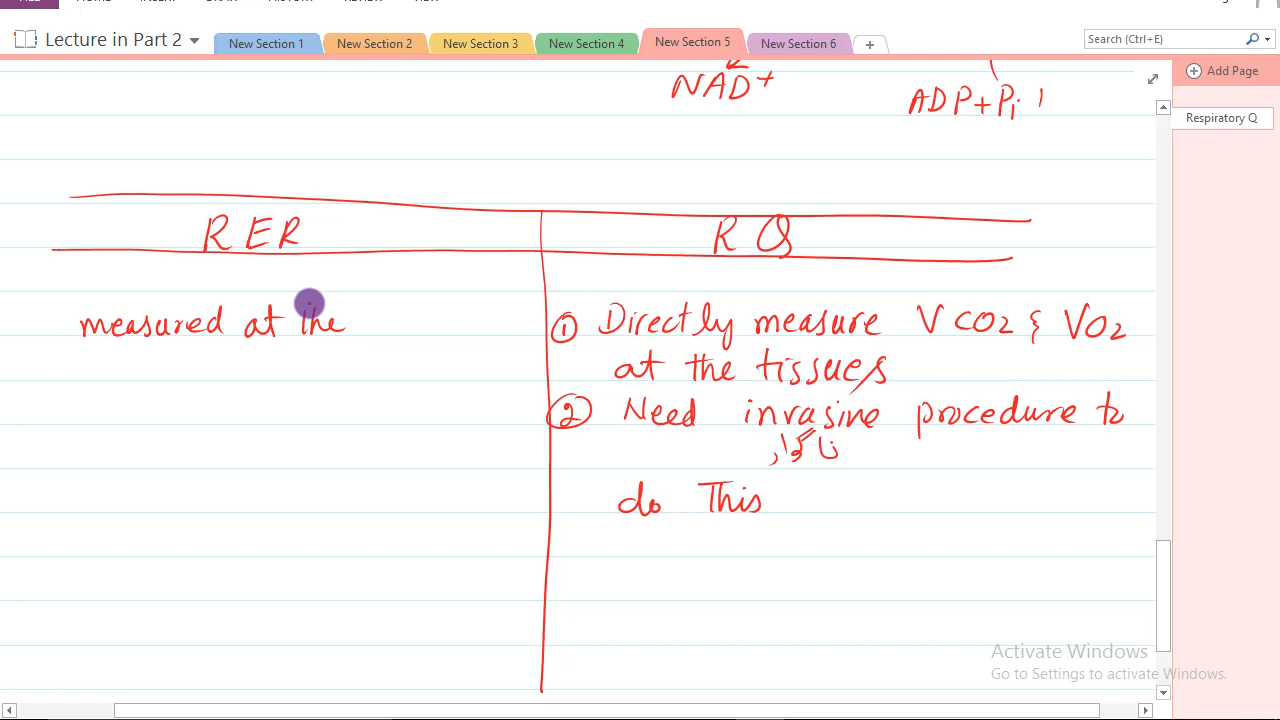 Lecture in Part 2
New Section 1
New Section 2
New Section 3
New Section 4
New Section 5
New Section 6
Search (Ctrl+E)
Add Page
Respiratory Q
NAD+
ADP+Pi
RER
RQ
measured at the
① Directly measure VCO2 & VO2
at the tissues
② Need invasine procedure to
do This
Activate Windows
Go to Settings to activate Windows.